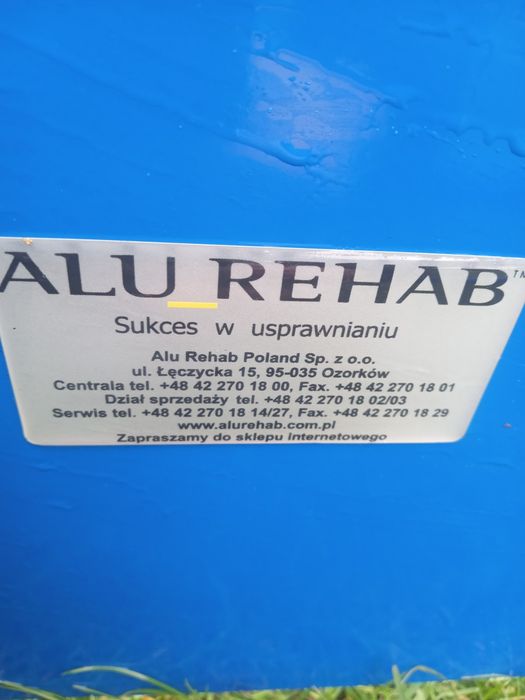 ALU REHAB™
Sukces w usprawnianiu
Alu Rehab Poland Sp. z o.o.
ul. Łęczycka 15, 95-035 Ozorków
Centrala tel. +48 42 270 18 00, Fax. +48 42 270 18 01
Dział sprzedaży tel. +48 42 270 18 02/03
Serwis tel. +48 42 270 18 14/27, Fax. +48 42 270 18 29
www.alurehab.com.pl
Zapraszamy do sklepu internetowego